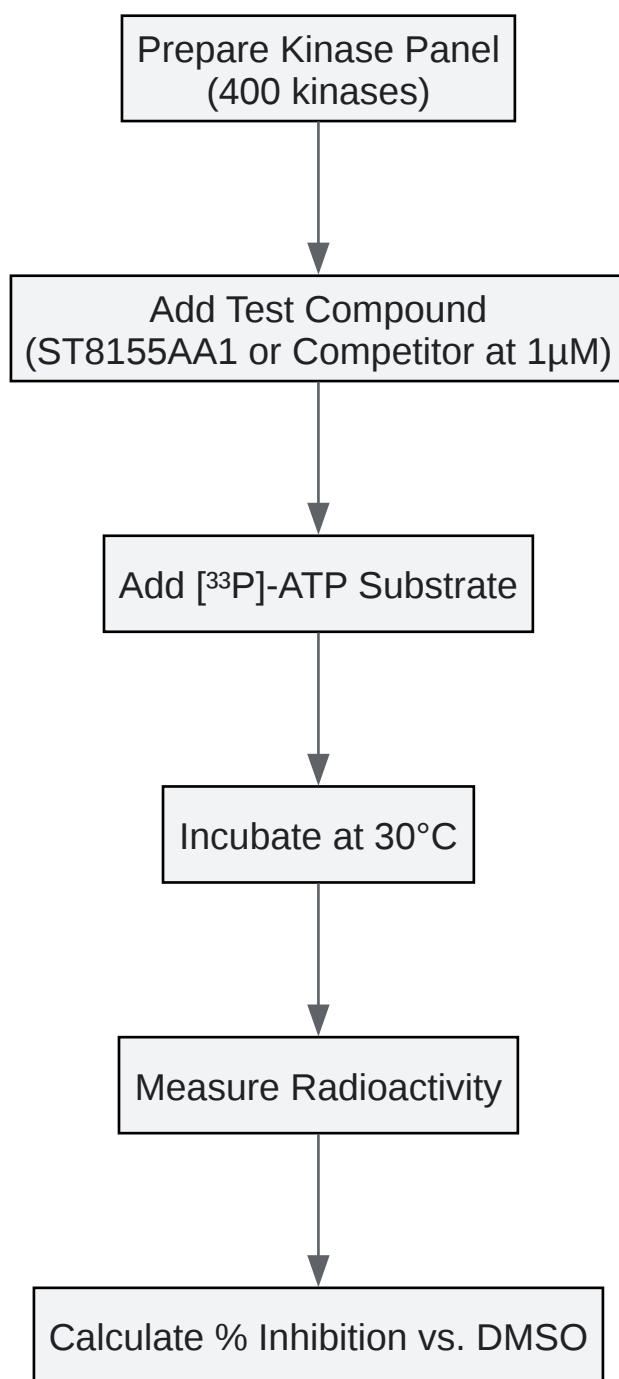 Prepare Kinase Panel
(400 kinases)
Add Test Compound
(ST8155AA1 or Competitor at 1µM)
Add [³³P]-ATP Substrate
Incubate at 30°C
Measure Radioactivity
Calculate % Inhibition vs. DMSO